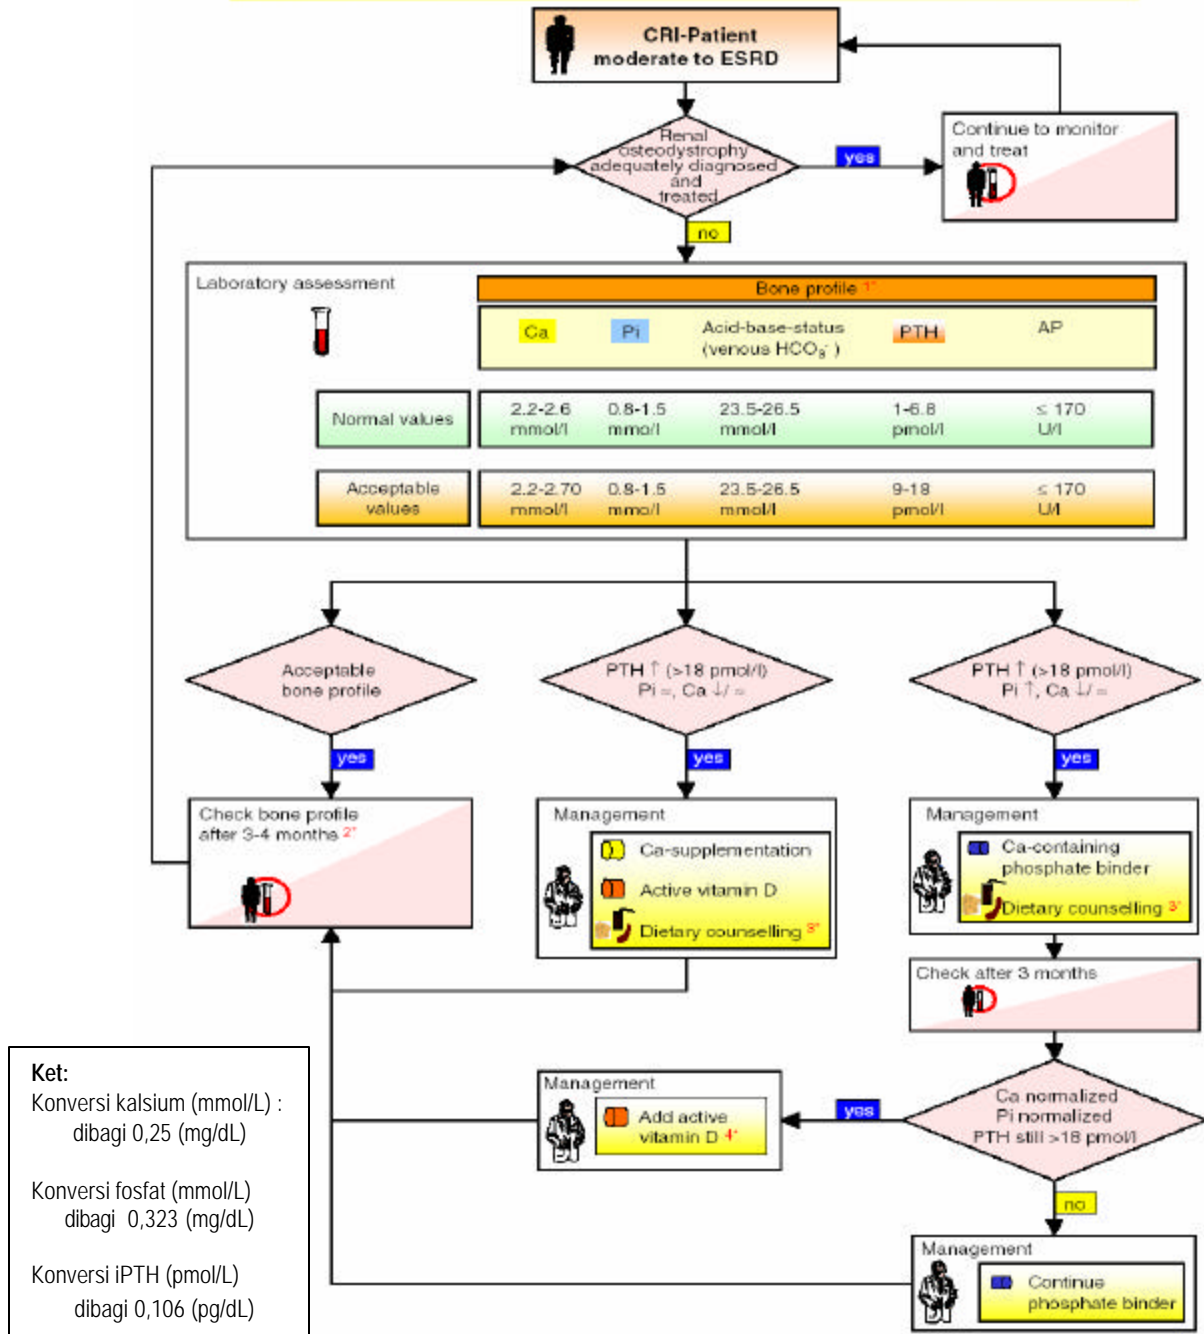 CRI-Patient
moderate to ESRD
Renal
osteodystrophy
adequately diagnosed
and
treated
yes
Continue to monitor
and treat
no
Laboratory assessment
Bone profile 1*
Ca
Pi
Acid-base-status
(venous HCO₃⁻)
PTH
AP
Normal values
2.2-2.6
mmol/l
0.8-1.5
mmo/l
23.5-26.5
mmol/l
1-6.8
pmol/l
≤ 170
U/l
Acceptable
values
2.2-2.70
mmol/l
0.8-1.5
mmo/l
23.5-26.5
mmol/l
9-18
pmol/l
≤ 170
U/l
Acceptable
bone profile
PTH ↑ (>18 pmol/l)
Pi =, Ca ↓/ =
PTH ↑ (>18 pmol/l)
Pi ↑, Ca ↓/ =
yes
yes
yes
Check bone profile
after 3-4 months 2*
Management
Ca-supplementation
Active vitamin D
Dietary counselling 3*
Management
Ca-containing
phosphate binder
Dietary counselling 3*
Check after 3 months
Ca normalized
Pi normalized
PTH still >18 pmol/l
yes
Management
Add active
vitamin D 4*
no
Management
Continue
phosphate binder
Ket:
Konversi kalsium (mmol/L) :
dibagi 0,25 (mg/dL)
Konversi fosfat (mmol/L)
dibagi 0,323 (mg/dL)
Konversi iPTH (pmol/L)
dibagi 0,106 (pg/dL)